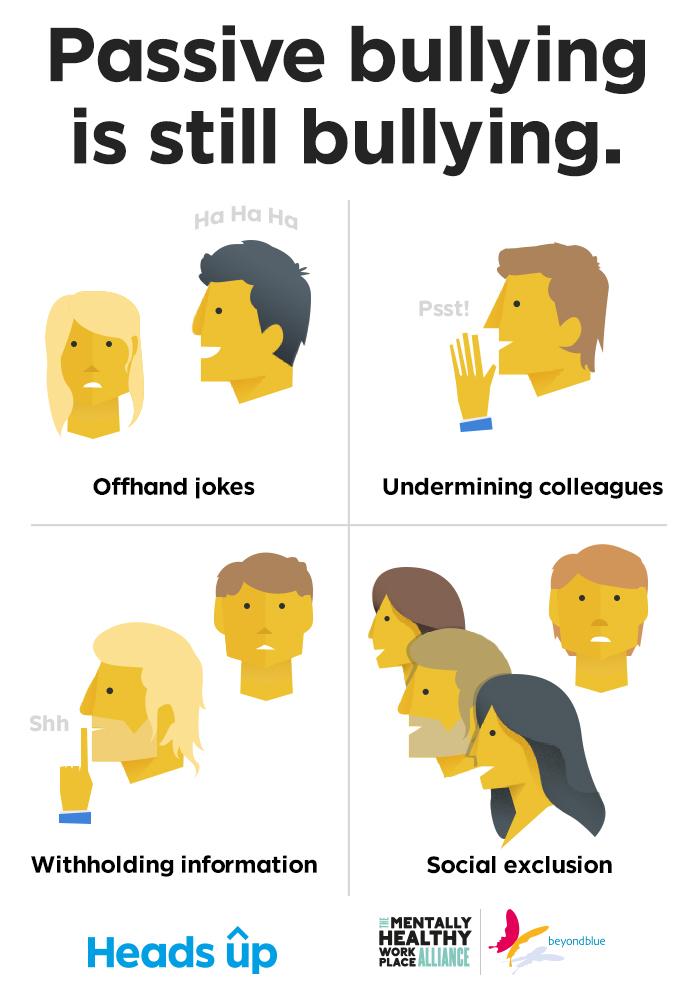 Passive bullying
is still bullying.
Ha Ha Ha
Psst!
Offhand jokes
Undermining colleagues
Shh
Withholding information
Social exclusion
Heads up
THE
MENTALLY
HEALTHY
WORK
PLACE ALLIANCE
beyondblue